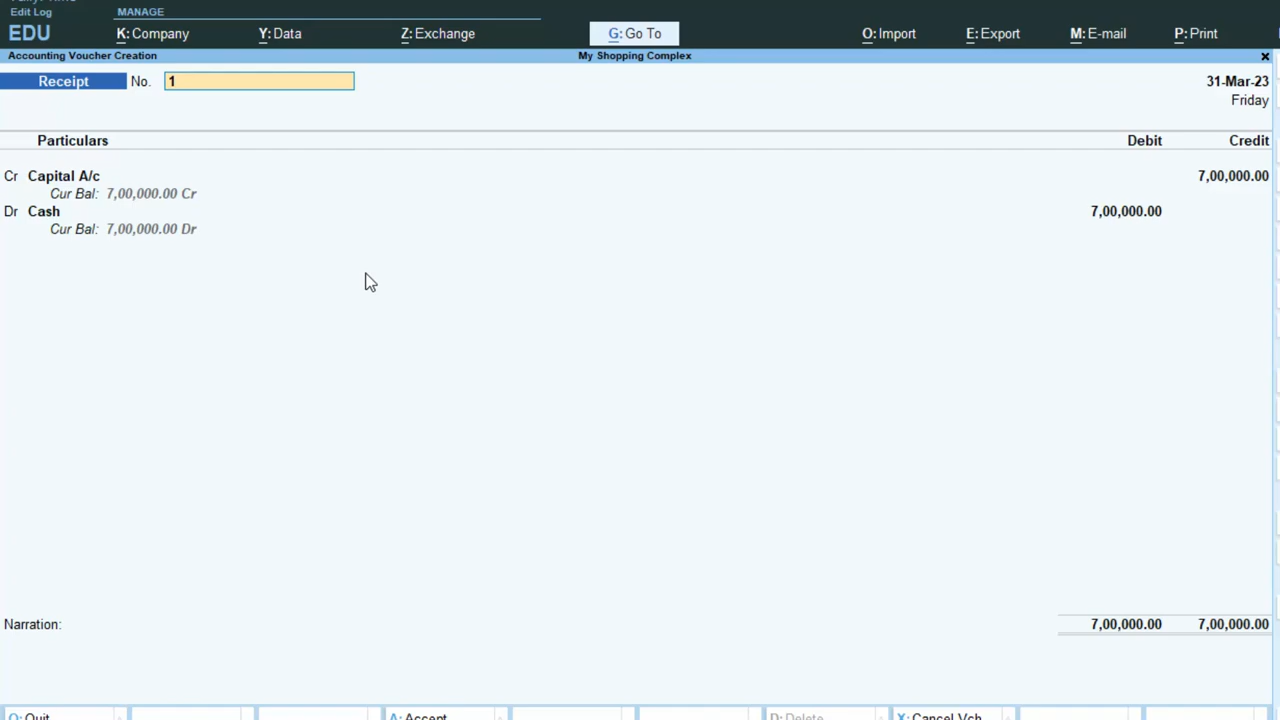 Edit Log
MANAGE
EDU
K: Company
Y: Data
Z: Exchange
G: Go To
O: Import
E: Export
M: E-mail
P: Print
Accounting Voucher Creation
My Shopping Complex
Receipt No. 1
31-Mar-23
Friday
Particulars Debit Credit
Cr Capital A/c 7,00,000.00
Cur Bal: 7,00,000.00 Cr
Dr Cash 7,00,000.00
Cur Bal: 7,00,000.00 Dr
Narration: 7,00,000.00 7,00,000.00
Q: Quit
A: Accept
D: Delete
X: Cancel Vch